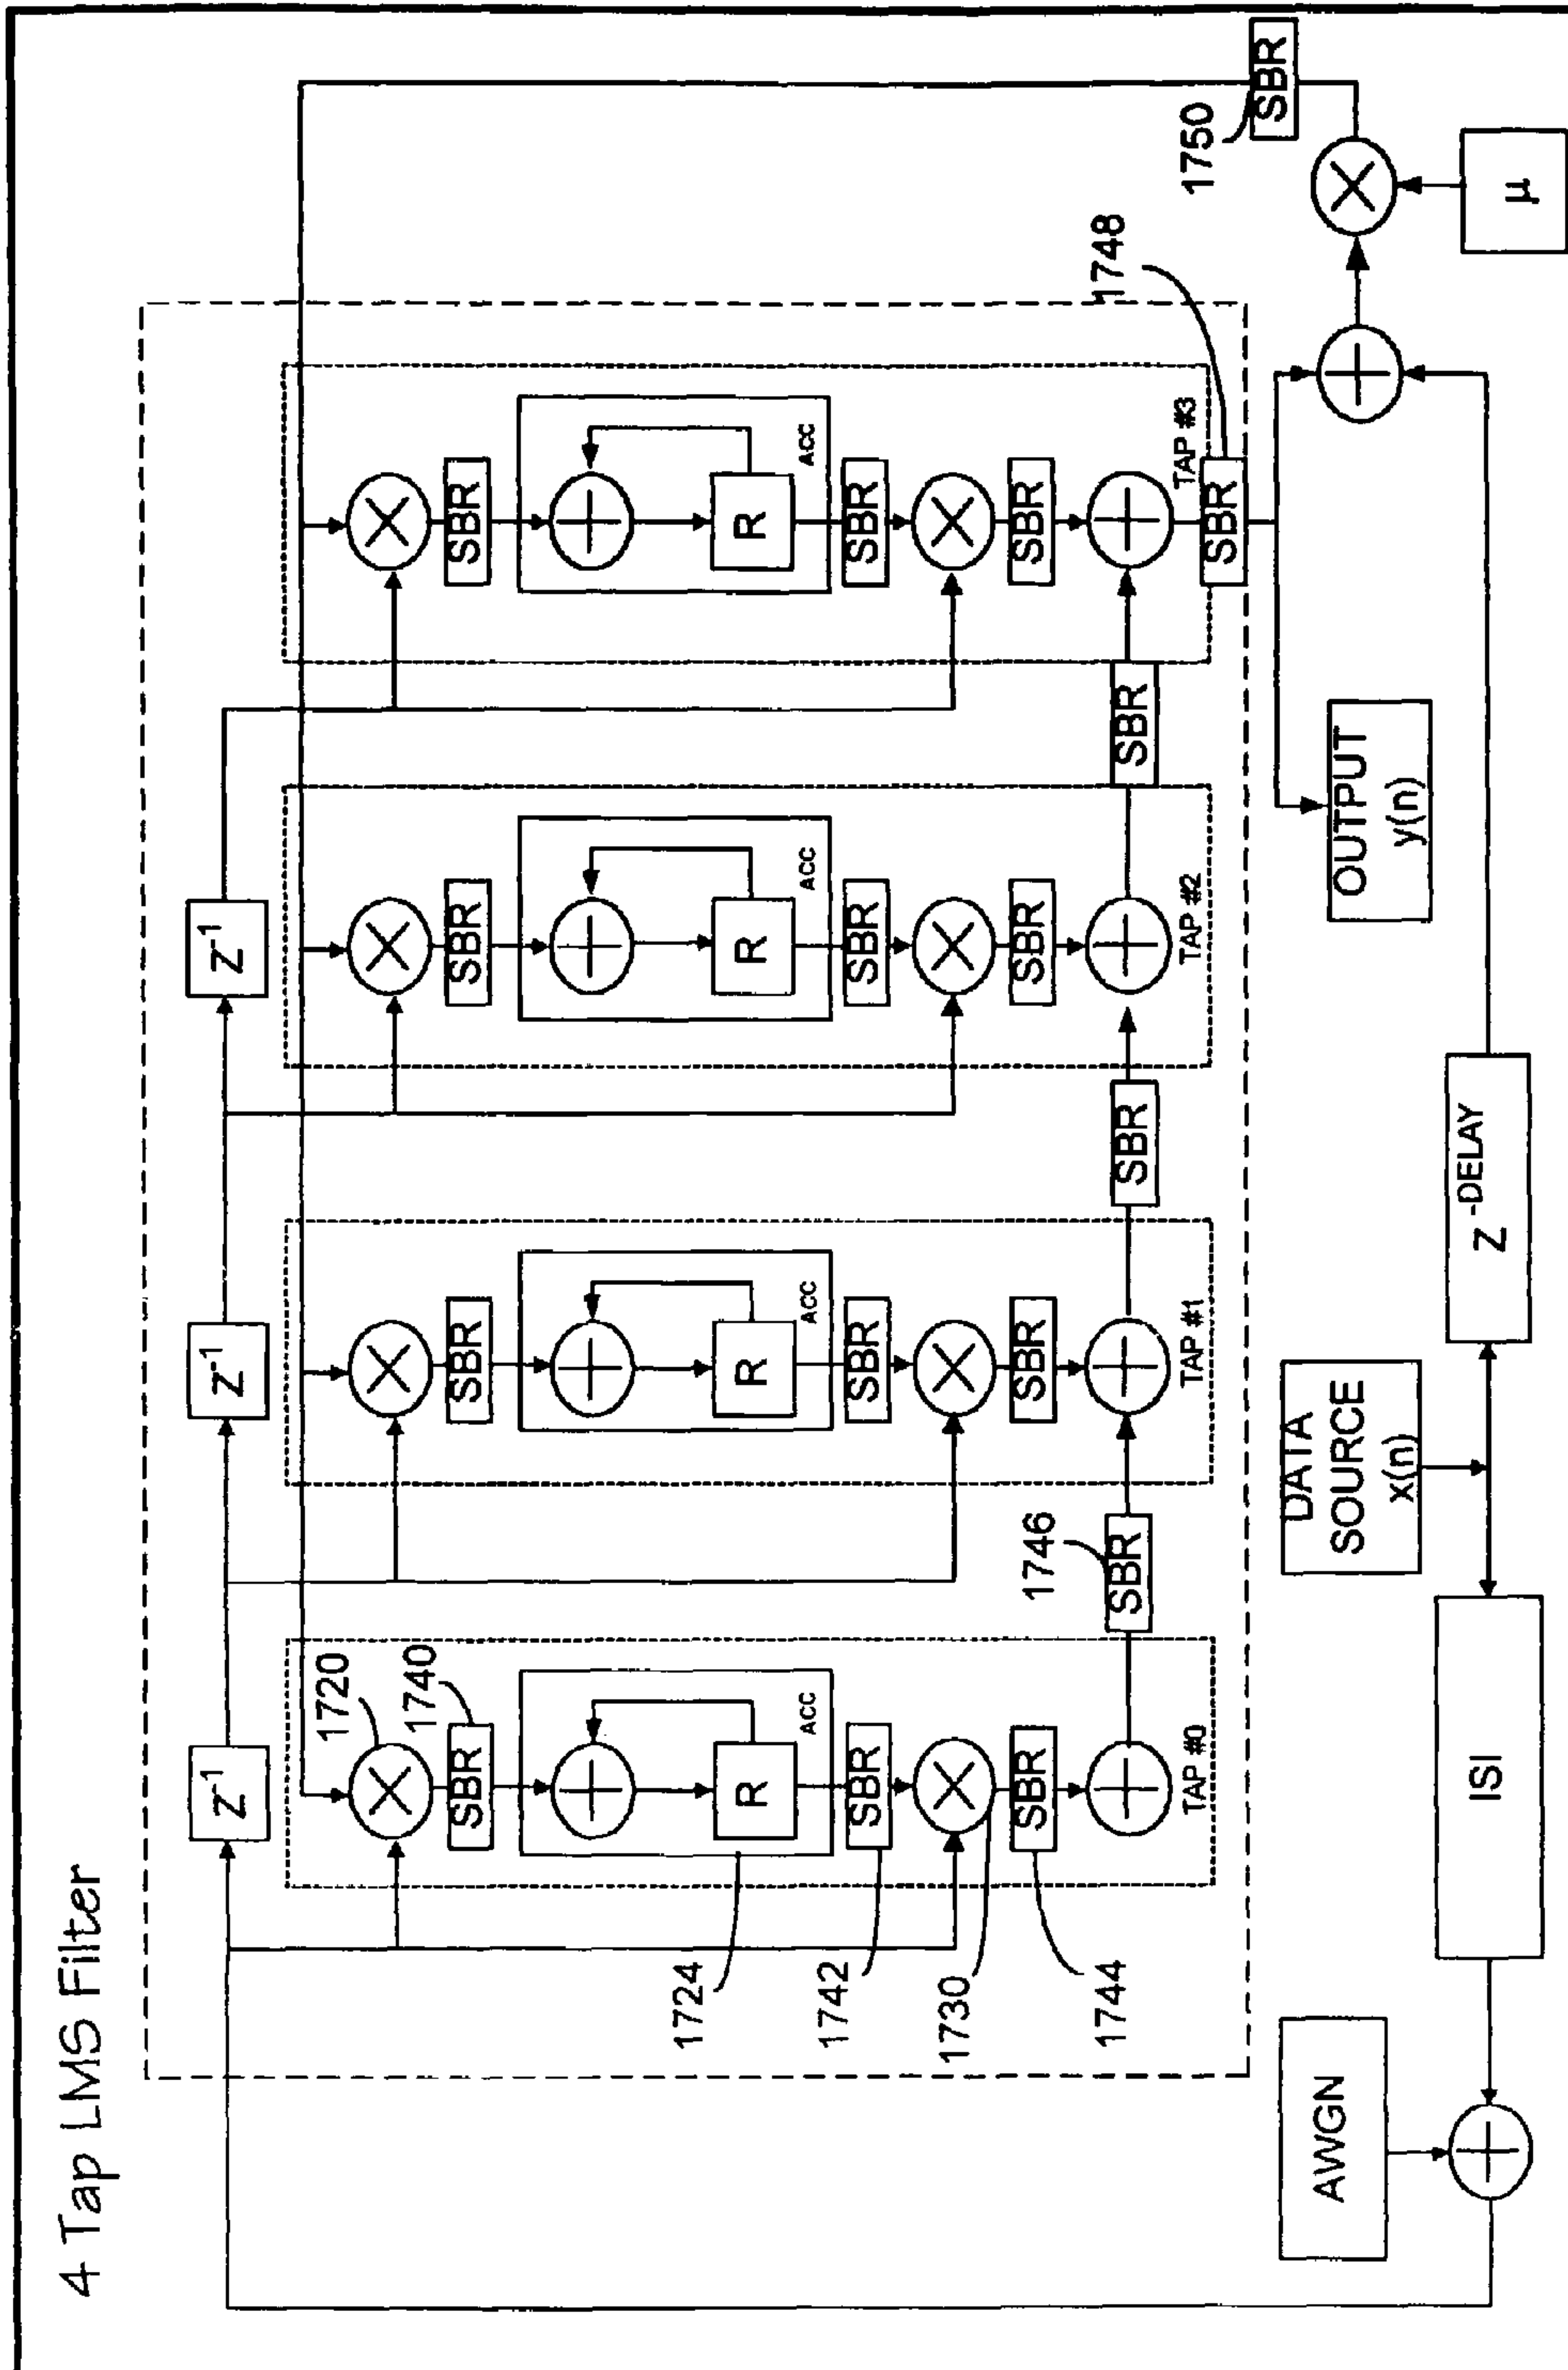 4 Tap LMS Filter
Z-1
Z-1
Z-1
1720
1740
SBR
SBR
SBR
SBR
1724
R
R
R
R
ACC
ACC
ACC
ACC
1742
SBR
SBR
SBR
SBR
1730
1744
SBR
SBR
SBR
SBR
1746
SBR
SBR
SBR
TAP #0
TAP #1
TAP #2
TAP #3
1748
SBR
1750
SBR
AWGN
DATA
SOURCE
x(n)
OUTPUT
y(n)
ISI
Z -DELAY
µ